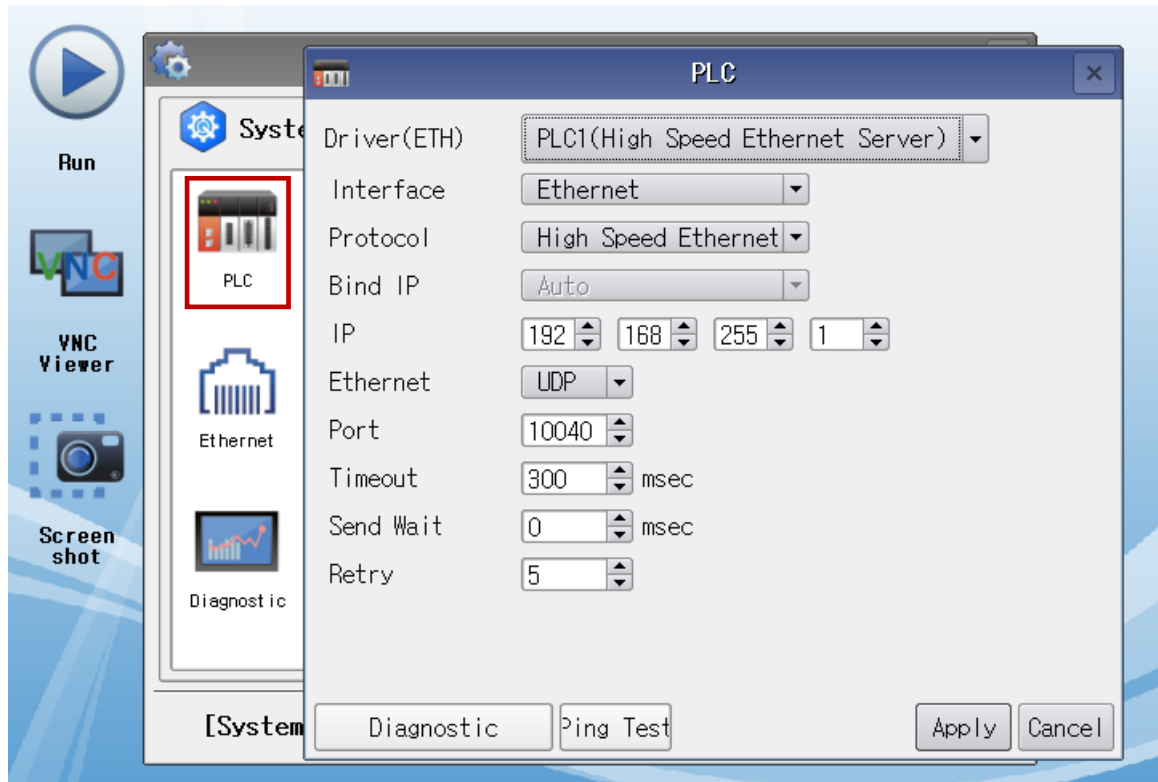 Run
VNC
VNC
Viewer
Screen
shot
Syste
PLC
Ethernet
Diagnostic
[System
PLC
Driver(ETH) PLC1(High Speed Ethernet Server)
Interface Ethernet
Protocol High Speed Ethernet
Bind IP Auto
IP 192 168 255 1
Ethernet UDP
Port 10040
Timeout 300 msec
Send Wait 0 msec
Retry 5
Diagnostic Ping Test Apply Cancel